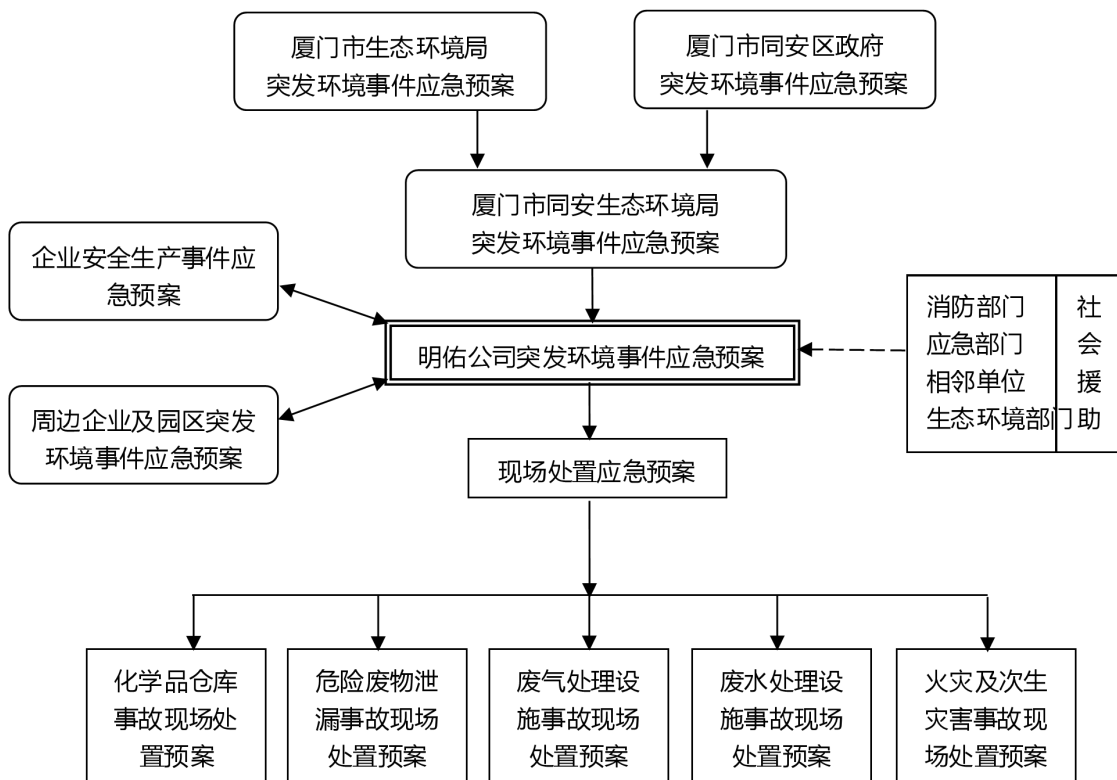 厦门市生态环境局
突发环境事件应急预案
厦门市同安区政府
突发环境事件应急预案
厦门市同安生态环境局
突发环境事件应急预案
企业安全生产事件应
急预案
明佑公司突发环境事件应急预案
消防部门
应急部门
相邻单位
生态环境部门
社
会
援
助
周边企业及园区突发
环境事件应急预案
现场处置应急预案
化学品仓库
事故现场处
置预案
危险废物泄
漏事故现场
处置预案
废气处理设
施事故现场
处置预案
废水处理设
施事故现场
处置预案
火灾及次生
灾害事故现
场处置预案